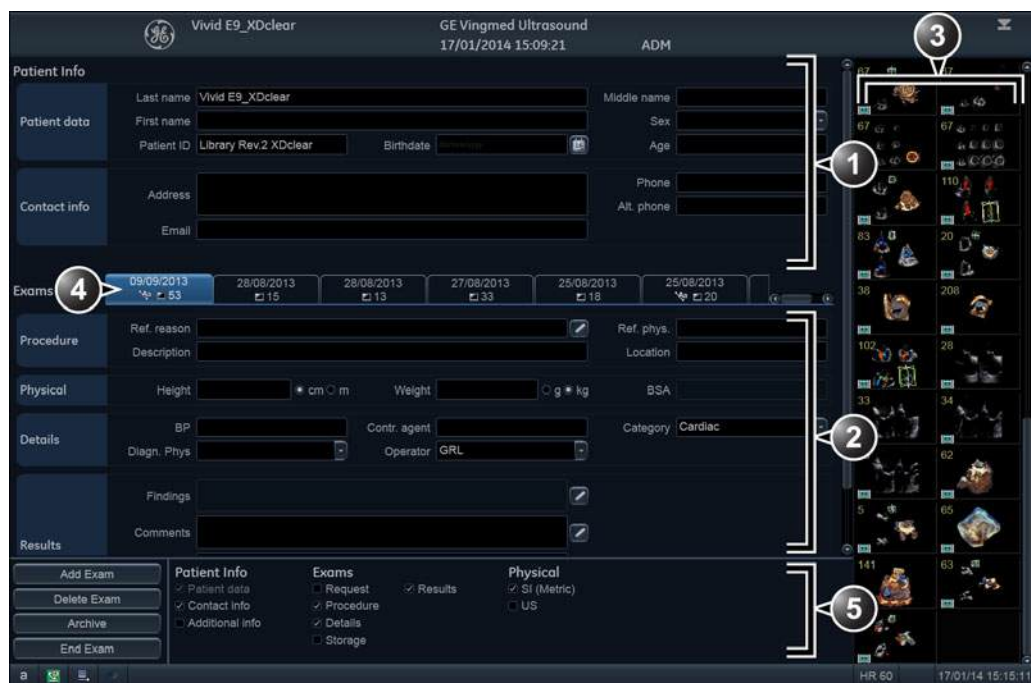 Vivid E9_XDclear GE Vingmed Ultrasound
17/01/2014 15:09:21 ADM
Patient Info
Patient data
Last name Vivid E9_XDclear Middle name
First name Sex
Patient ID Library Rev.2 XDclear Birthdate Age
Contact info
Address Phone
Alt. phone
Email
Exams
09/09/2013 53
28/08/2013 15
28/08/2013 13
27/08/2013 33
25/08/2013 18
25/08/2013 20
Procedure
Ref. reason Ref. phys.
Description Location
Physical Height cm m Weight g kg BSA
Details
BP Contr. agent Category Cardiac
Diagn. Phys Operator GRL
Results
Findings
Comments
Add Exam
Delete Exam
Archive
End Exam
Patient Info
Patient data
Contact info
Additional info
Exams
Request
Procedure
Details
Storage
Results
Physical
SI (Metric)
US
1
2
3
4
5
67
67 67
110
83 20
38 208
102 28
33 34
62
5 65
141 63
a
HR 60 17/01/14 15:15:11